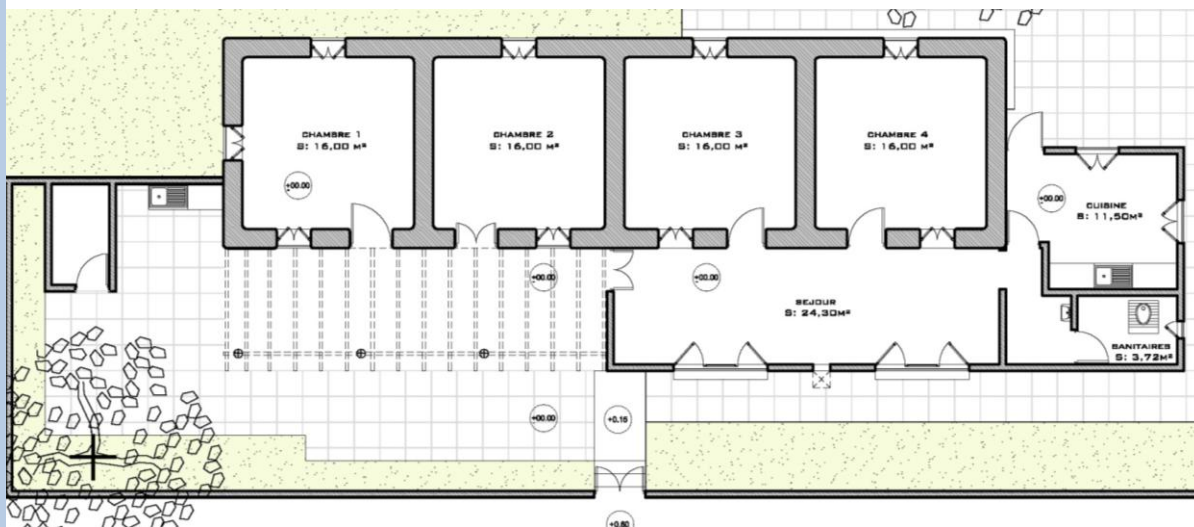 CHAMBRE 1
S: 16,00 M²
CHAMBRE 2
S: 16,00 M²
CHAMBRE 3
S: 16,00 M²
CHAMBRE 4
S: 16,00 M²
±00.00
+00.00
CUISINE
S: 11,50M²
+00.00
+00.00
SEJOUR
S: 24,30M²
SANITAIRES
S: 3,72M²
+00.00
+0.15
+0.60